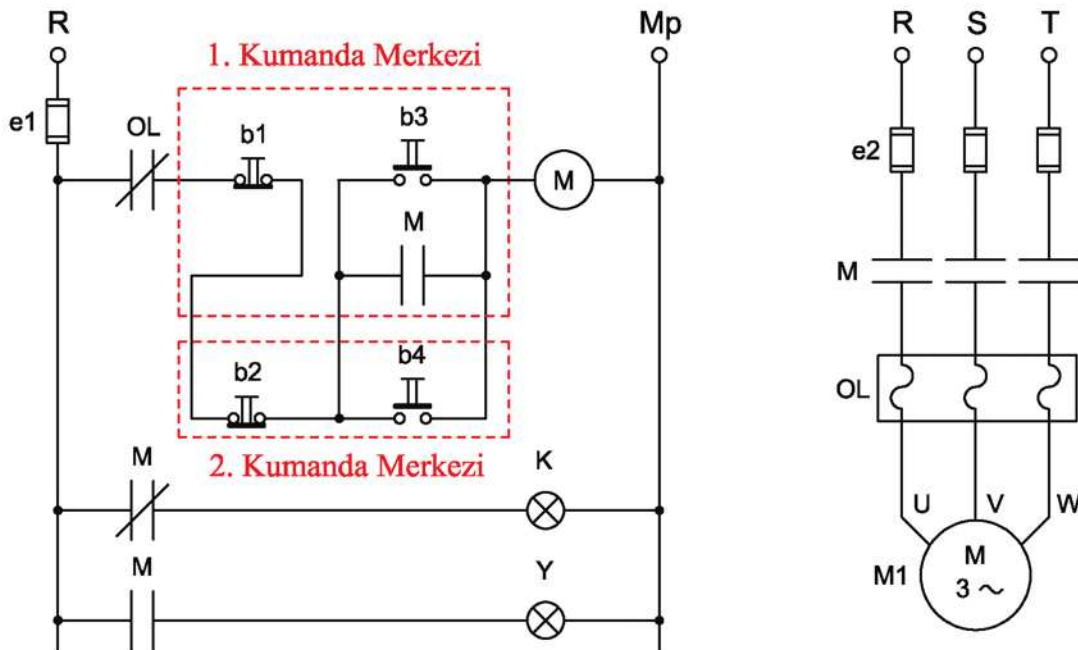 R
Mp
R S T
1. Kumanda Merkezi
e1
OL
b1
b3
e2
M
M
M
b2
b4
OL
2. Kumanda Merkezi
M
K
U V W
M
Y
M1
M
3 ~